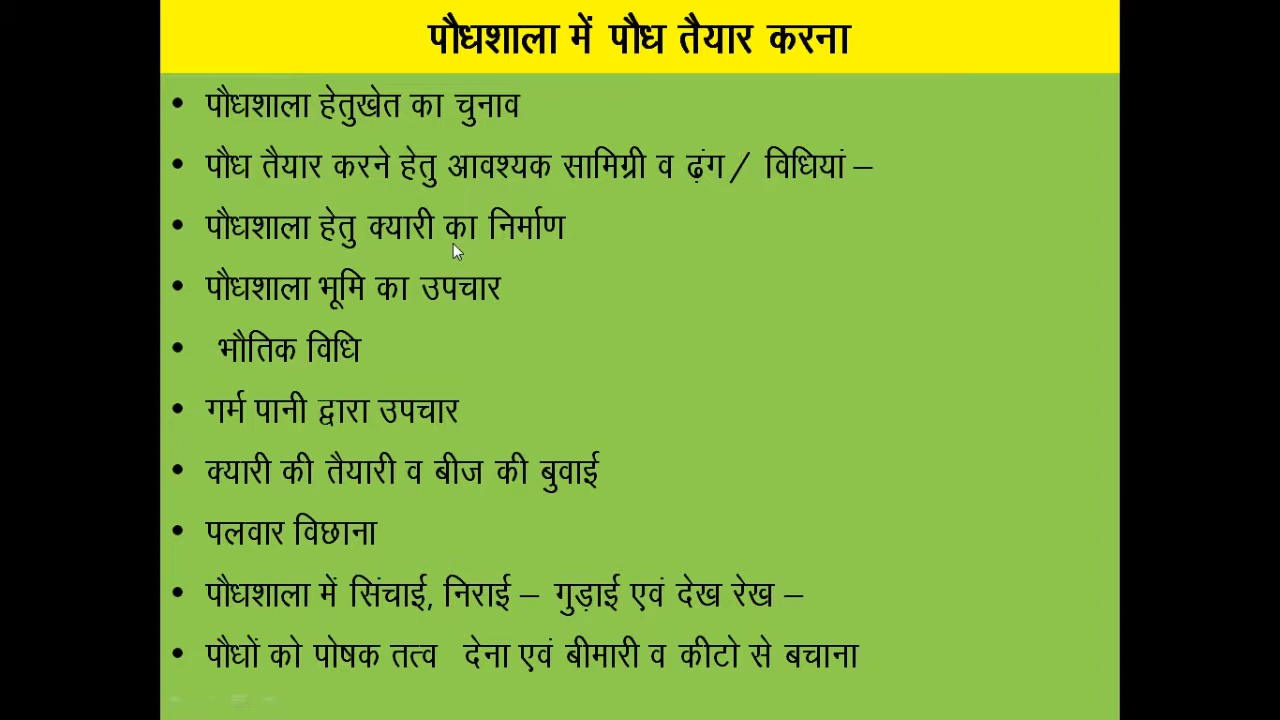 पौधशाला में पौध तैयार करना
• पौधशाला हेतुखेत का चुनाव
• पौध तैयार करने हेतु आवश्यक सामिग्री व ढ़ंग / विधियां –
• पौधशाला हेतु क्यारी का निर्माण
• पौधशाला भूमि का उपचार
• भौतिक विधि
• गर्म पानी द्वारा उपचार
• क्यारी की तैयारी व बीज की बुवाई
• पलवार विछाना
• पौधशाला में सिंचाई, निराई – गुड़ाई एवं देख रेख –
• पौधों को पोषक तत्व देना एवं बीमारी व कीटो से बचाना